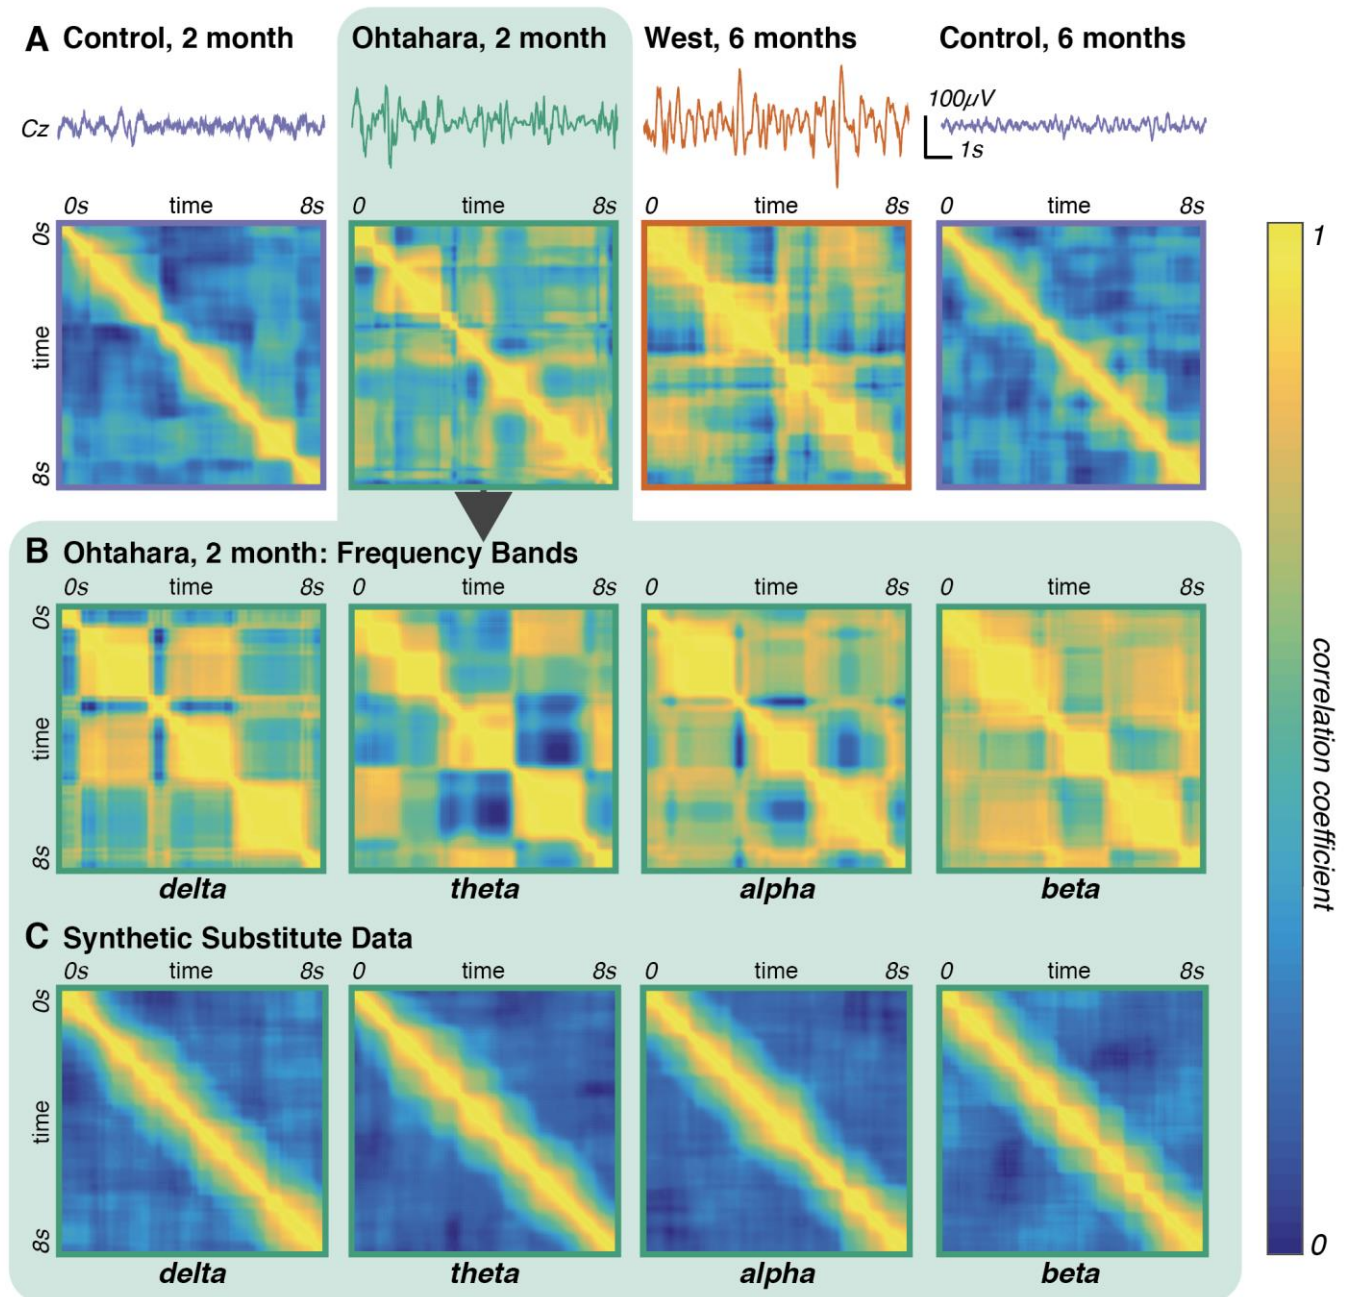 A Control, 2 month Ohtahara, 2 month West, 6 months Control, 6 months
Cz 100µV
1s
0s time 8s 0 time 8s 0 time 8s 0 time 8s
0s
time
8s
1
B Ohtahara, 2 month: Frequency Bands
0s time 8s 0 time 8s 0 time 8s 0 time 8s
0s
time
8s
correlation coefficient
delta theta alpha beta
C Synthetic Substitute Data
0s time 8s 0 time 8s 0 time 8s 0 time 8s
0s
time
8s
0
delta theta alpha beta